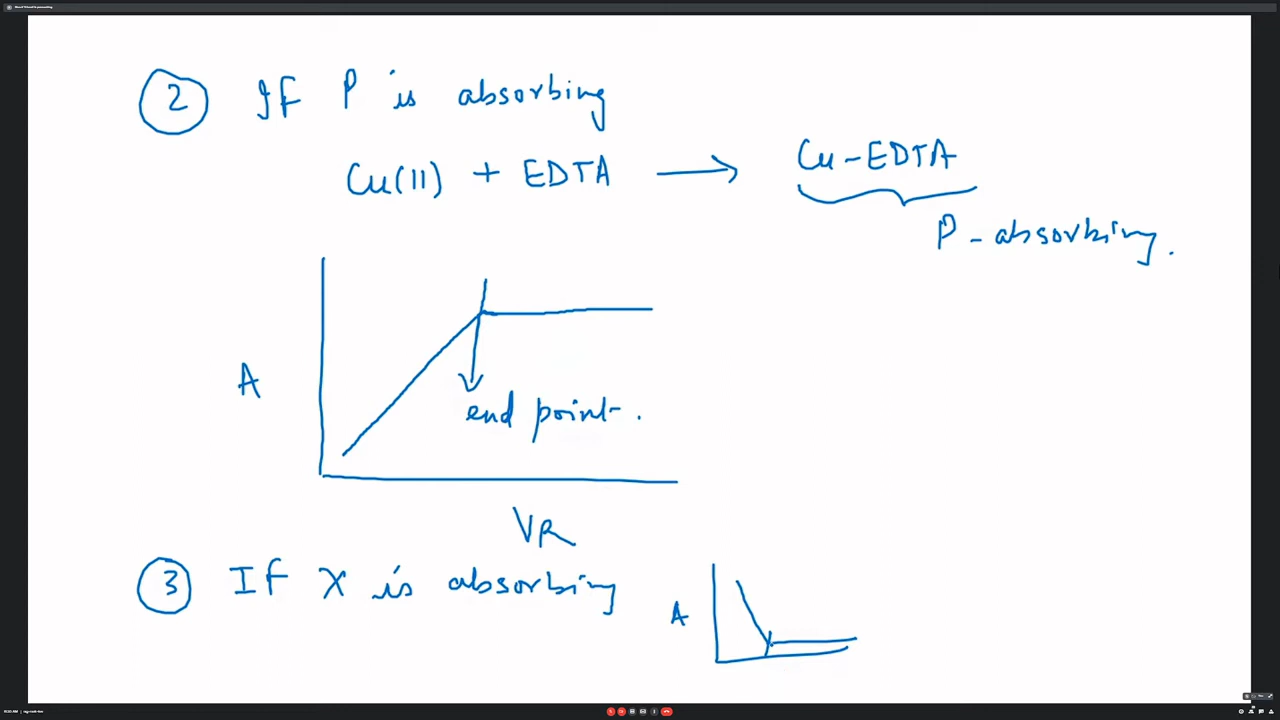 ② If P is absorbing
Cu(II) + EDTA → Cu-EDTA
P-absorbing.
A
end point.
VR
③ If X is absorbing
A